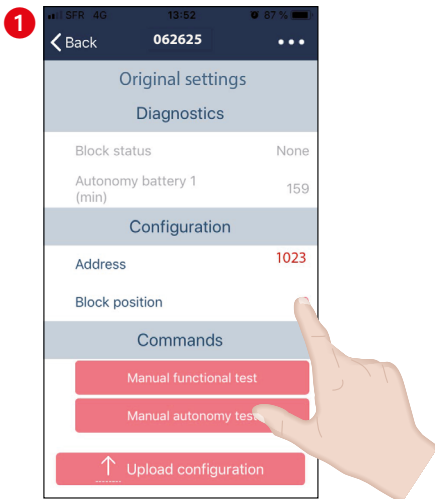 1
SFR 4G 13:52 87 %
Back 062625
Original settings
Diagnostics
Block status None
Autonomy battery 1 159
(min)
Configuration
Address 1023
Block position
Commands
Manual functional test
Manual autonomy test
Upload configuration